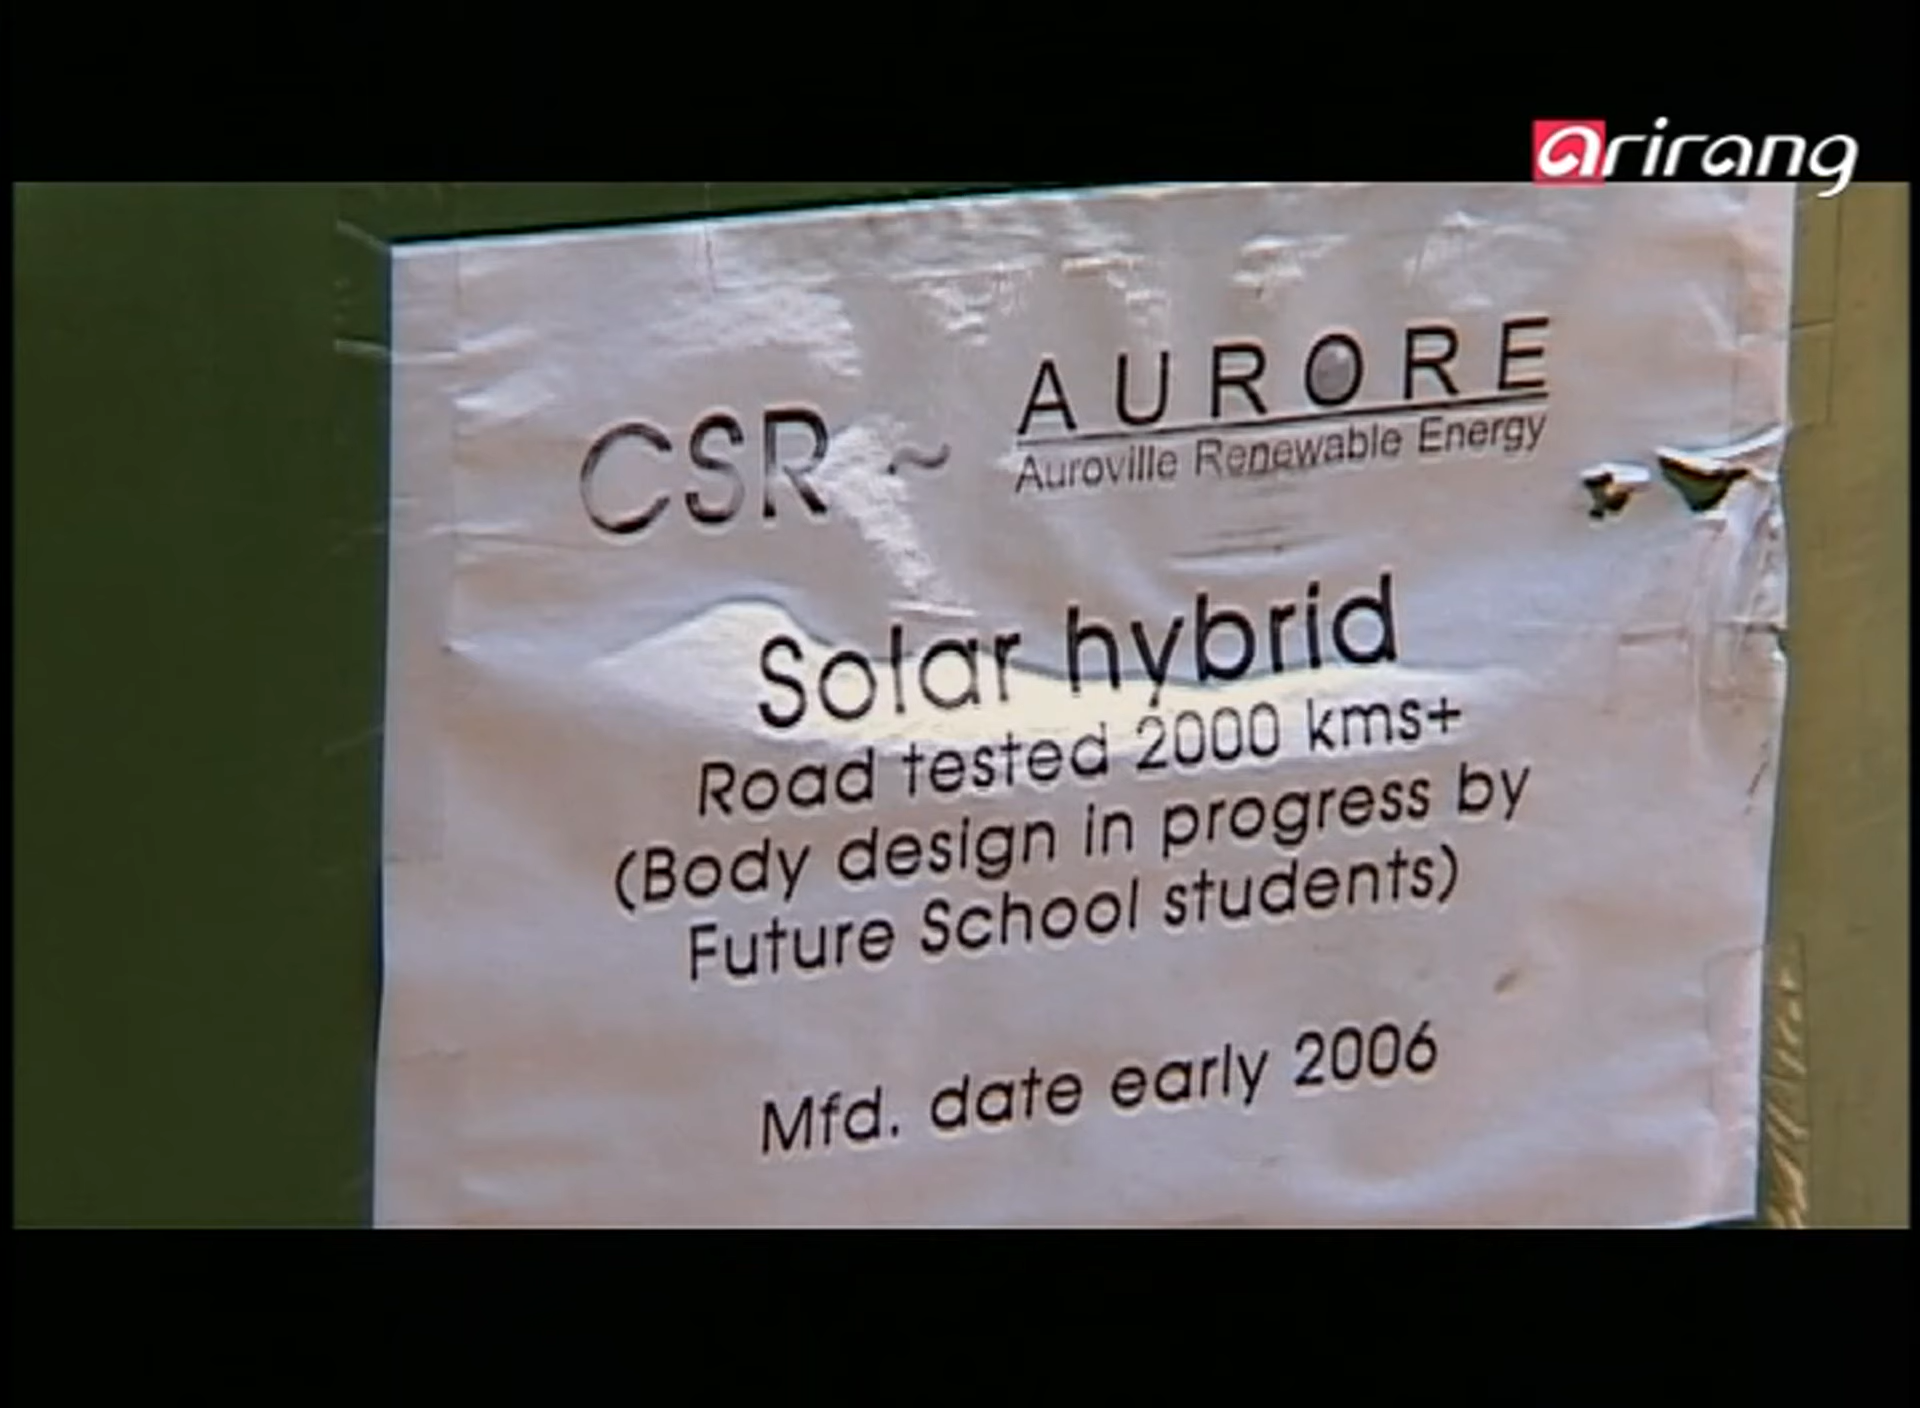 arirang
CSR ~ AURORE
Auroville Renewable Energy
Solar hybrid
Road tested 2000 kms+
(Body design in progress by
Future School students)
Mfd. date early 2006